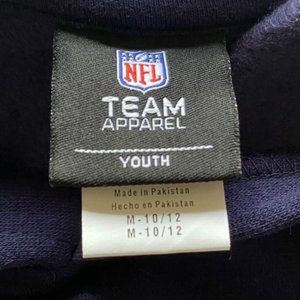 NFL
TEAM
APPAREL
YOUTH
Made in Pakistan
Hecho en Pakistan
M-10/12
M-10/12